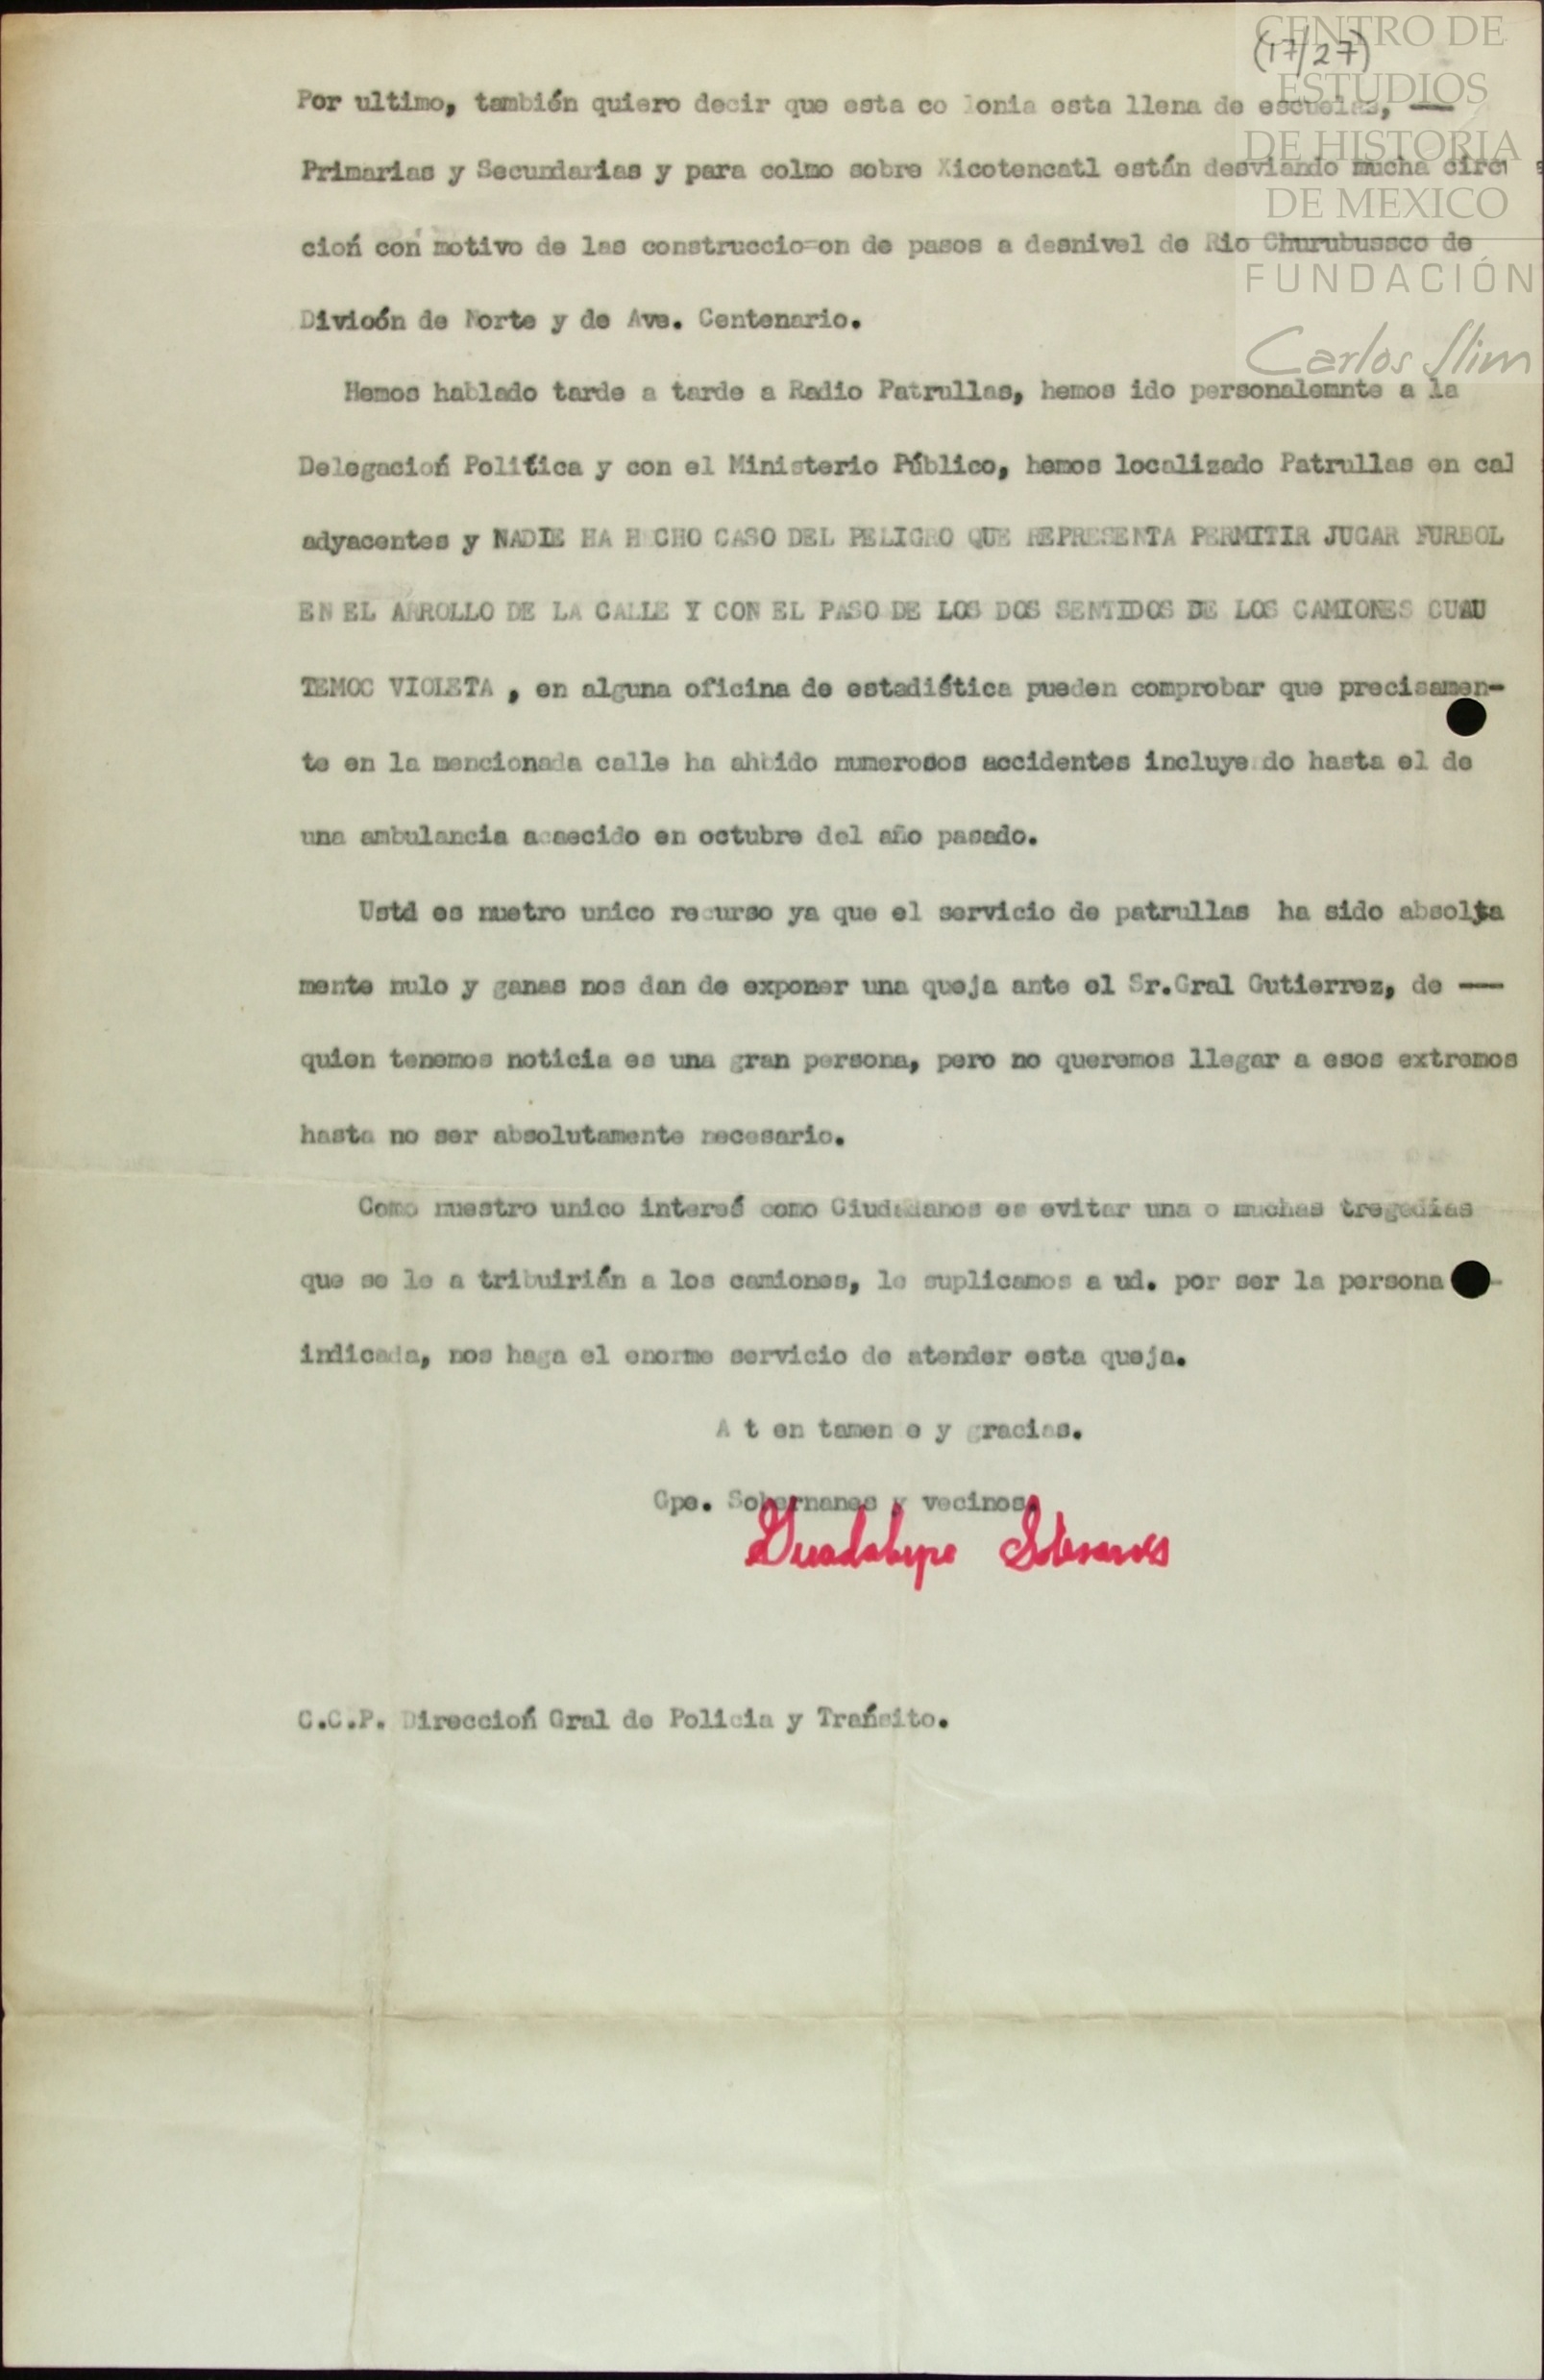 CENTRO DE
ESTUDIOS
DE HISTORIA
DE MEXICO
FUNDACIÓN
Carlos Slim
(17/27)
Por ultimo, también quiero decir que esta co lonia esta llena de escuelas, —
Primarias y Secundarias y para colmo sobre Xicotencatl están desviando mucha circu
cioń con motivo de las construccio=on de pasos a desnivel de Rio Churubussco de
Divioón de Norte y de Ave. Centenario.
Hemos hablado tarde a tarde a Radio Patrullas, hemos ido personalemnte a la
Delegacioń Politica y con el Ministerio Público, hemos localizado Patrullas en cal
adyacentes y NADIE HA HECHO CASO DEL PELIGRO QUE REPRESENTA PERMITIR JUGAR FURBOL
EN EL ARROLLO DE LA CALLE Y CON EL PASO DE LOS DOS SENTIDOS DE LOS CAMIONES CUAU
TEMOC VIOLETA , en alguna oficina de estadiśtica pueden comprobar que precisamen-
te en la mencionada calle ha ahbido numerosos accidentes incluyendo hasta el de
una ambulancia acaecido en octubre del año pasado.
Ustd es nuetro unico recurso ya que el servicio de patrullas ha sido absolta
mente nulo y ganas nos dan de exponer una queja ante el Sr.Gral Gutierrez, de —
quien tenemos noticia es una gran persona, pero no queremos llegar a esos extremos
hasta no ser absolutamente necesario.
Como nuestro unico intereś como Ciudadanos es evitar una o muchas tregedias
que se le a tribuirián a los camiones, le suplicamos a ud. por ser la persona -
indicada, nos haga el enorme servicio de atender esta queja.
A t en tamen e y gracias.
Gpe. Sobernanes y vecinos.
Guadalupe Sobernanes
C.C.P. Direccioń Gral de Policia y Trańsito.